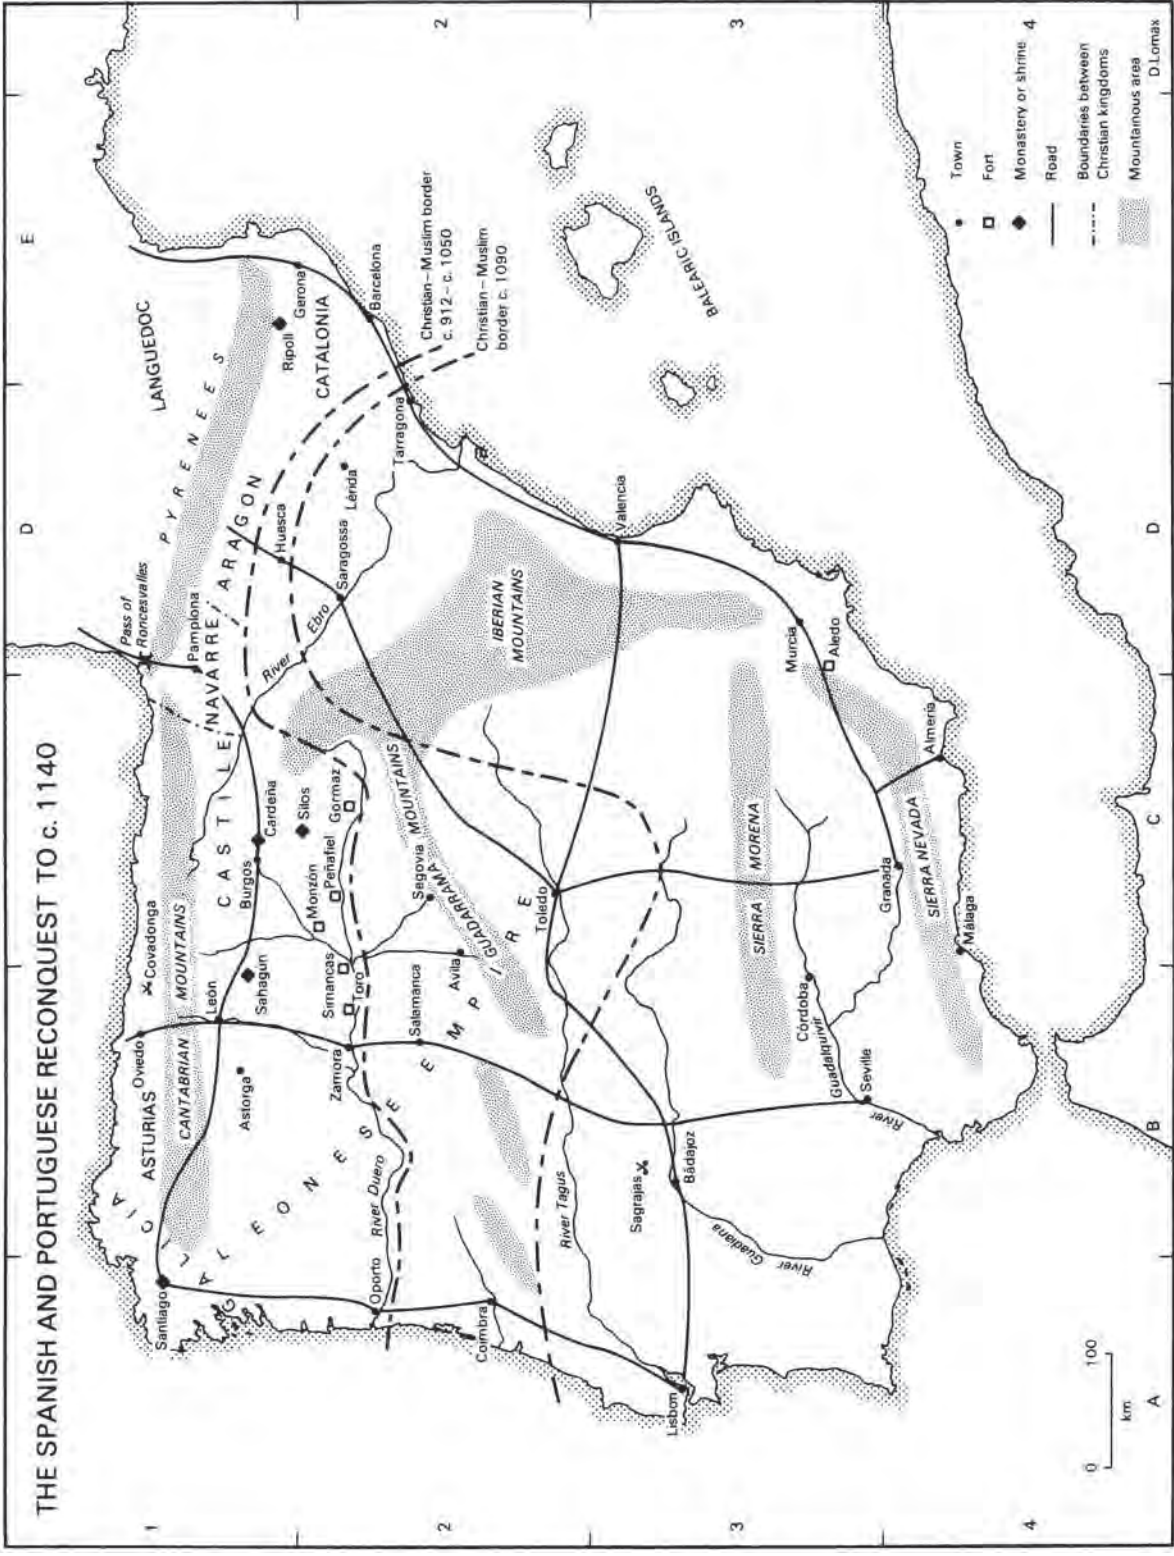 THE SPANISH AND PORTUGUESE RECONQUEST TO c. 1140
A
B
C
D
E
1
2
3
4
Santiago
GALICIA
ASTURIAS
Oviedo
Covadonga
CANTABRIAN MOUNTAINS
León
Astorga
Sahagun
LEONESE EMPIRE
CASTILE
Burgos
Cardeña
Silos
NAVARRE
Pamplona
Pass of
Roncesvalles
PYRENEES
ARAGON
LANGUEDOC
Ripoll
Gerona
CATALONIA
Barcelona
Christian–Muslim border
c. 912–c. 1050
Christian–Muslim
border c. 1090
Huesca
Lérida
Tarragona
Saragossa
River Ebro
Oporto
River Duero
Zamora
Toro
Simancas
Monzón
Peñafiel
Gormaz
Segovia
Avila
Salamanca
GUADARRAMA MOUNTAINS
IBERIAN
MOUNTAINS
Coimbra
River Tagus
Toledo
Valencia
BALEARIC ISLANDS
Lisbon
Sagrajas
Bádajoz
River Guadiana
SIERRA MORENA
Córdoba
River Guadalquivir
Seville
Granada
SIERRA NEVADA
Málaga
Almería
Murcia
Aledo
0
100
km
Town
Fort
Monastery or shrine
Road
Boundaries between
Christian kingdoms
Mountainous area
D.Lomax